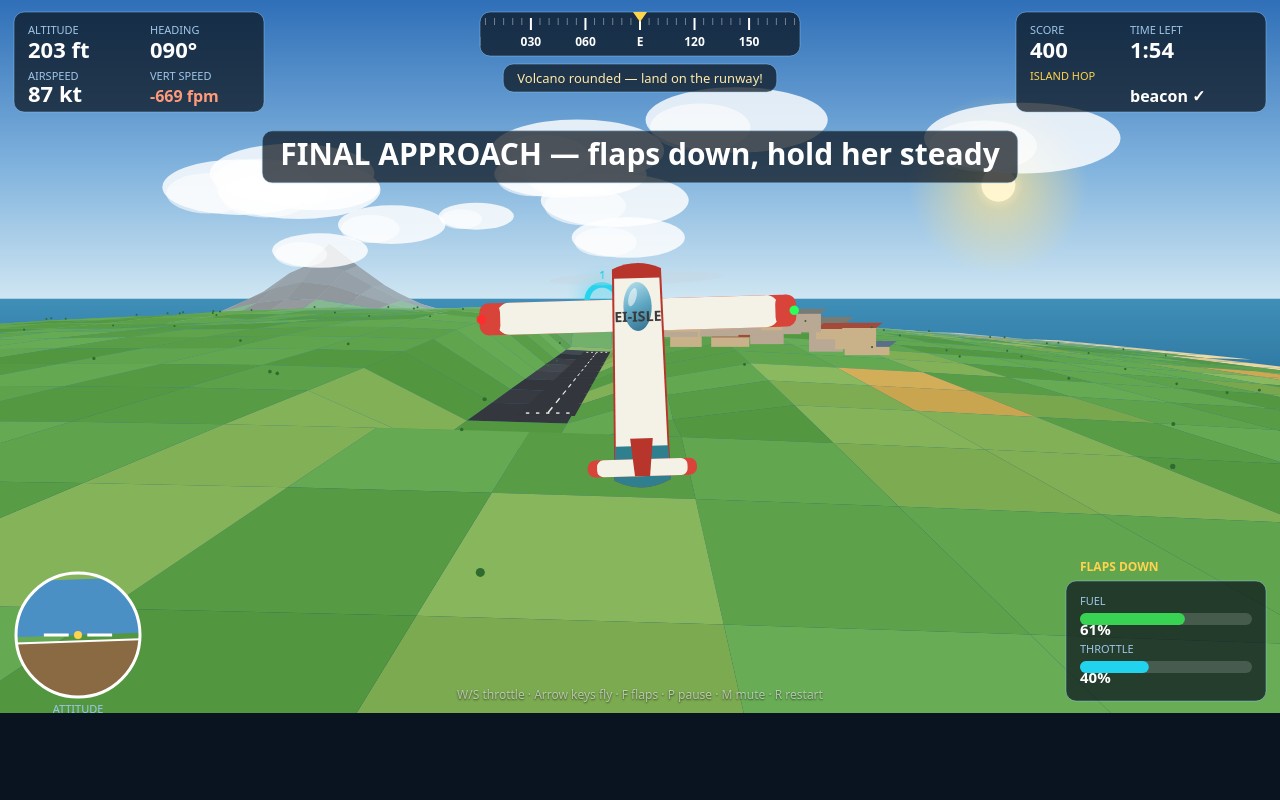 ALTITUDE
203 ft
HEADING
090°
AIRSPEED
87 kt
VERT SPEED
-669 fpm
030 060 E 120 150
Volcano rounded — land on the runway!
SCORE
400
TIME LEFT
1:54
ISLAND HOP
beacon ✓
FINAL APPROACH — flaps down, hold her steady
1
EI-ISLE
FLAPS DOWN
FUEL
61%
THROTTLE
40%
W/S throttle · Arrow keys fly · F flaps · P pause · M mute · R restart
ATTITUDE